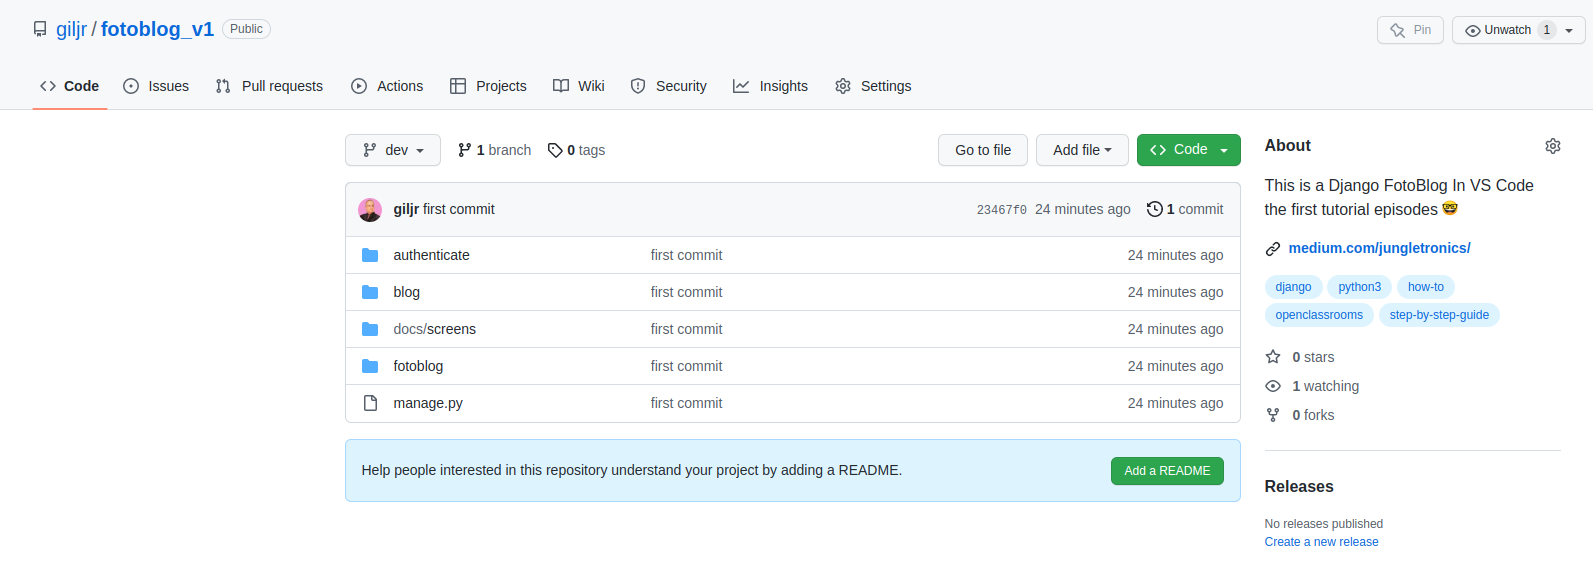 giljr / fotoblog_v1 Public Pin Unwatch 1
Code Issues Pull requests Actions Projects Wiki Security Insights Settings
dev 1 branch 0 tags Go to file Add file Code
giljr first commit 23467f0 24 minutes ago 1 commit
authenticate first commit 24 minutes ago
blog first commit 24 minutes ago
docs/screens first commit 24 minutes ago
fotoblog first commit 24 minutes ago
manage.py first commit 24 minutes ago
Help people interested in this repository understand your project by adding a README. Add a README
About
This is a Django FotoBlog In VS Code
the first tutorial episodes 🤓
medium.com/jungletronics/
django python3 how-to
openclassrooms step-by-step-guide
0 stars
1 watching
0 forks
Releases
No releases published
Create a new release